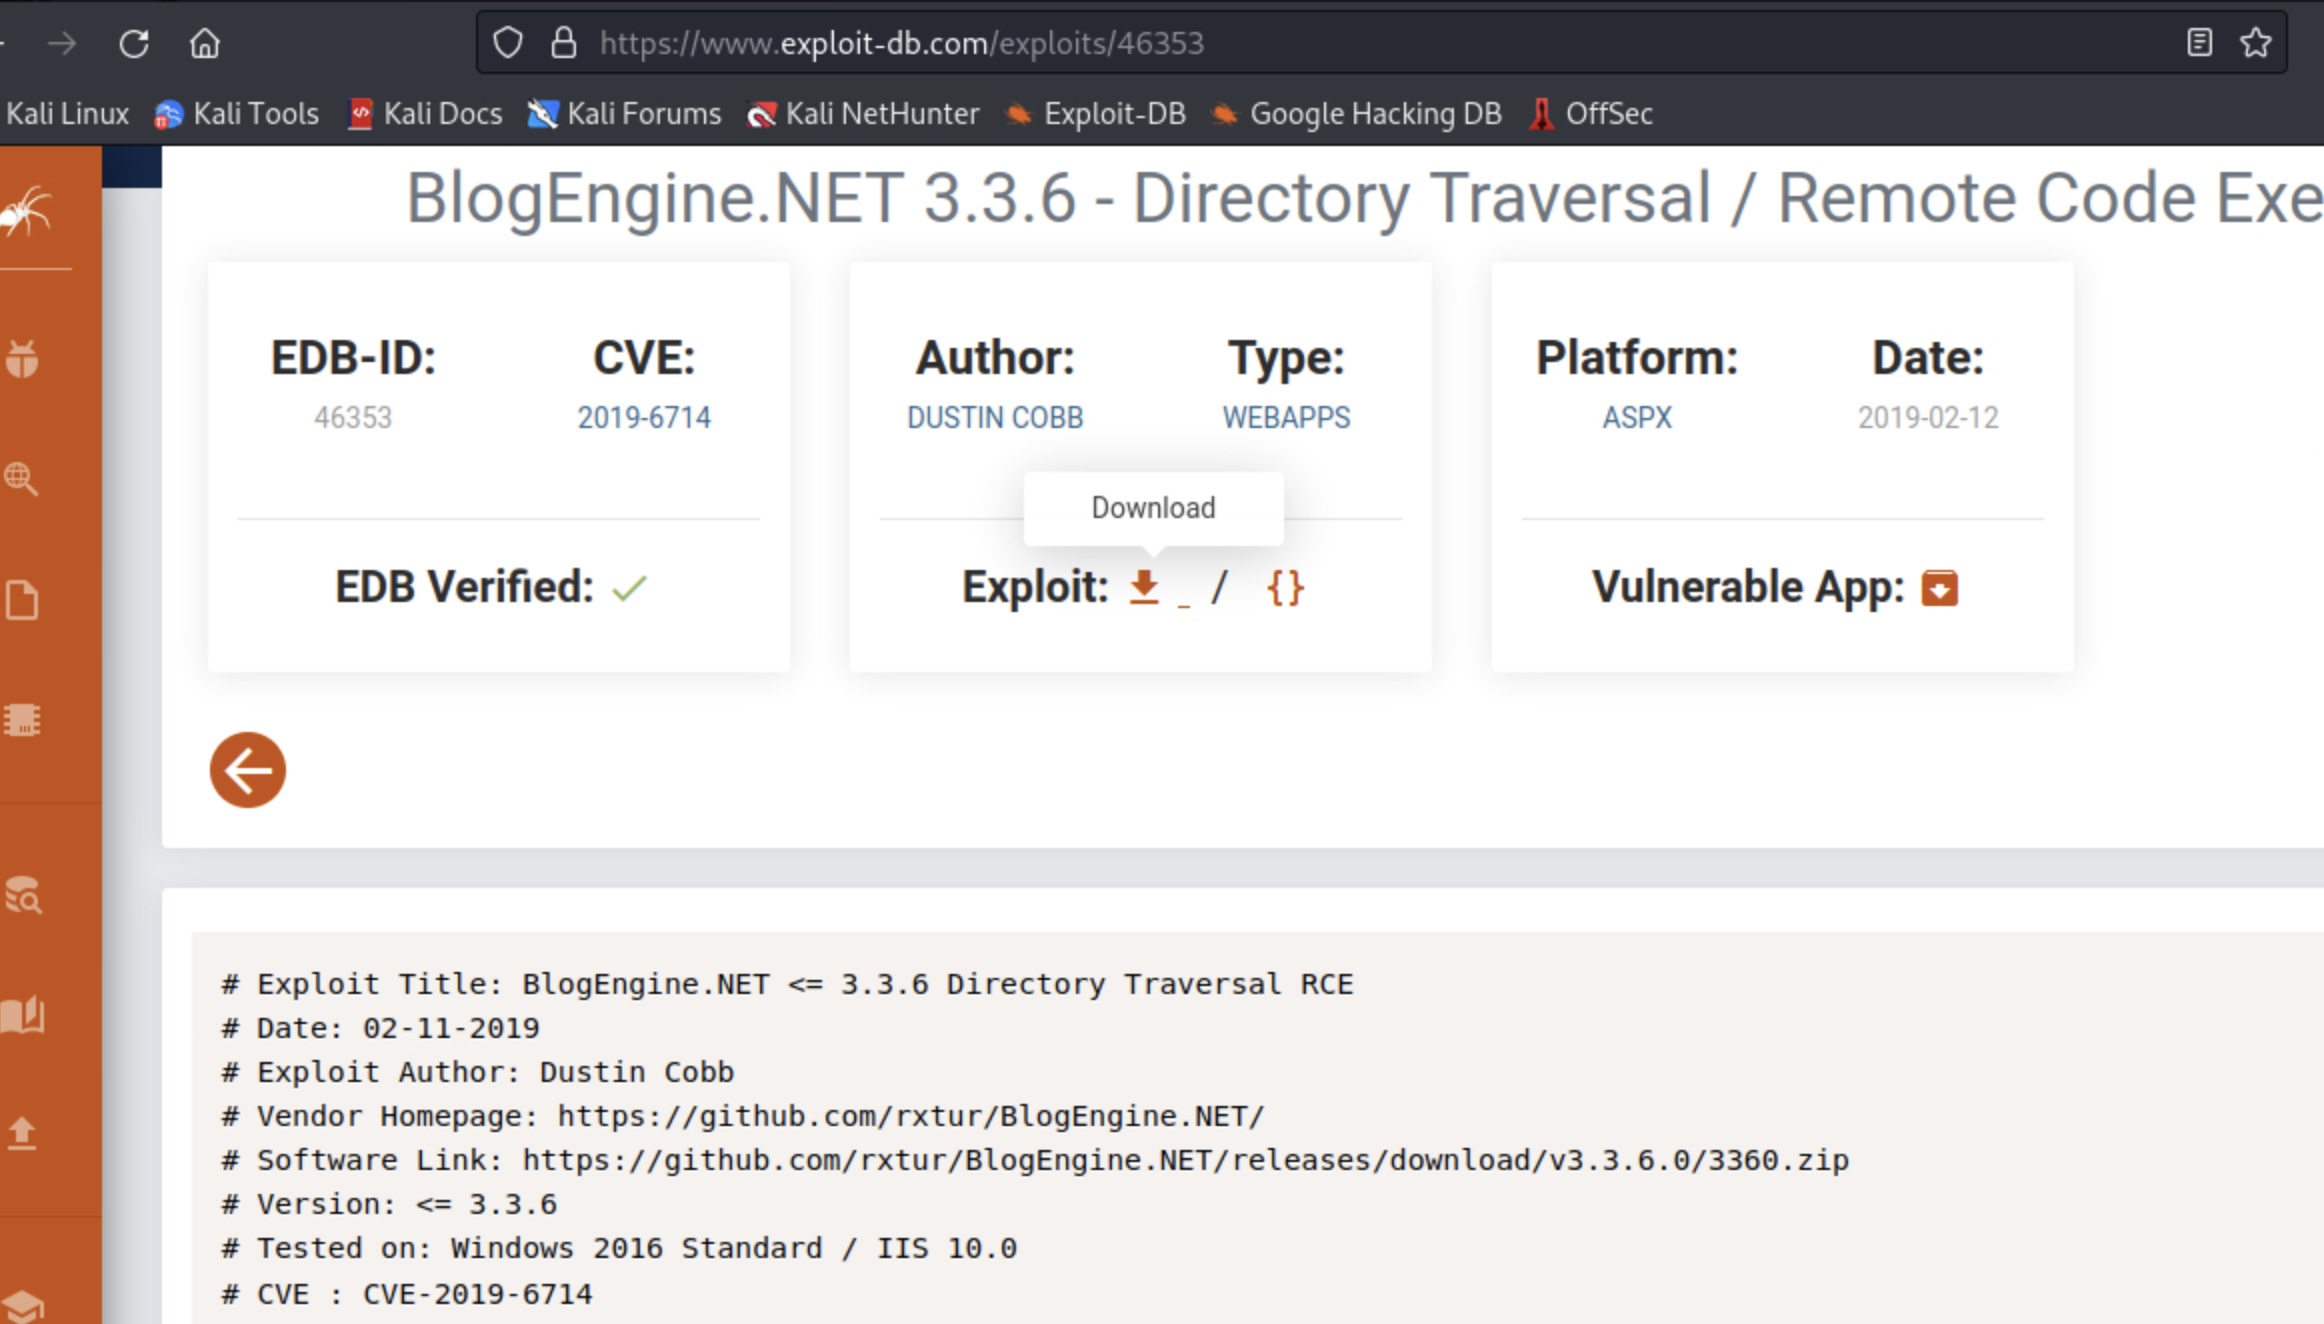 https://www.exploit-db.com/exploits/46353
Kali Linux Kali Tools Kali Docs Kali Forums Kali NetHunter Exploit-DB Google Hacking DB OffSec
BlogEngine.NET 3.3.6 - Directory Traversal / Remote Code Exe
EDB-ID: CVE: Author: Type: Platform: Date:
46353 2019-6714 DUSTIN COBB WEBAPPS ASPX 2019-02-12
Download
EDB Verified: Exploit: _ / {} Vulnerable App:
# Exploit Title: BlogEngine.NET <= 3.3.6 Directory Traversal RCE
# Date: 02-11-2019
# Exploit Author: Dustin Cobb
# Vendor Homepage: https://github.com/rxtur/BlogEngine.NET/
# Software Link: https://github.com/rxtur/BlogEngine.NET/releases/download/v3.3.6.0/3360.zip
# Version: <= 3.3.6
# Tested on: Windows 2016 Standard / IIS 10.0
# CVE : CVE-2019-6714